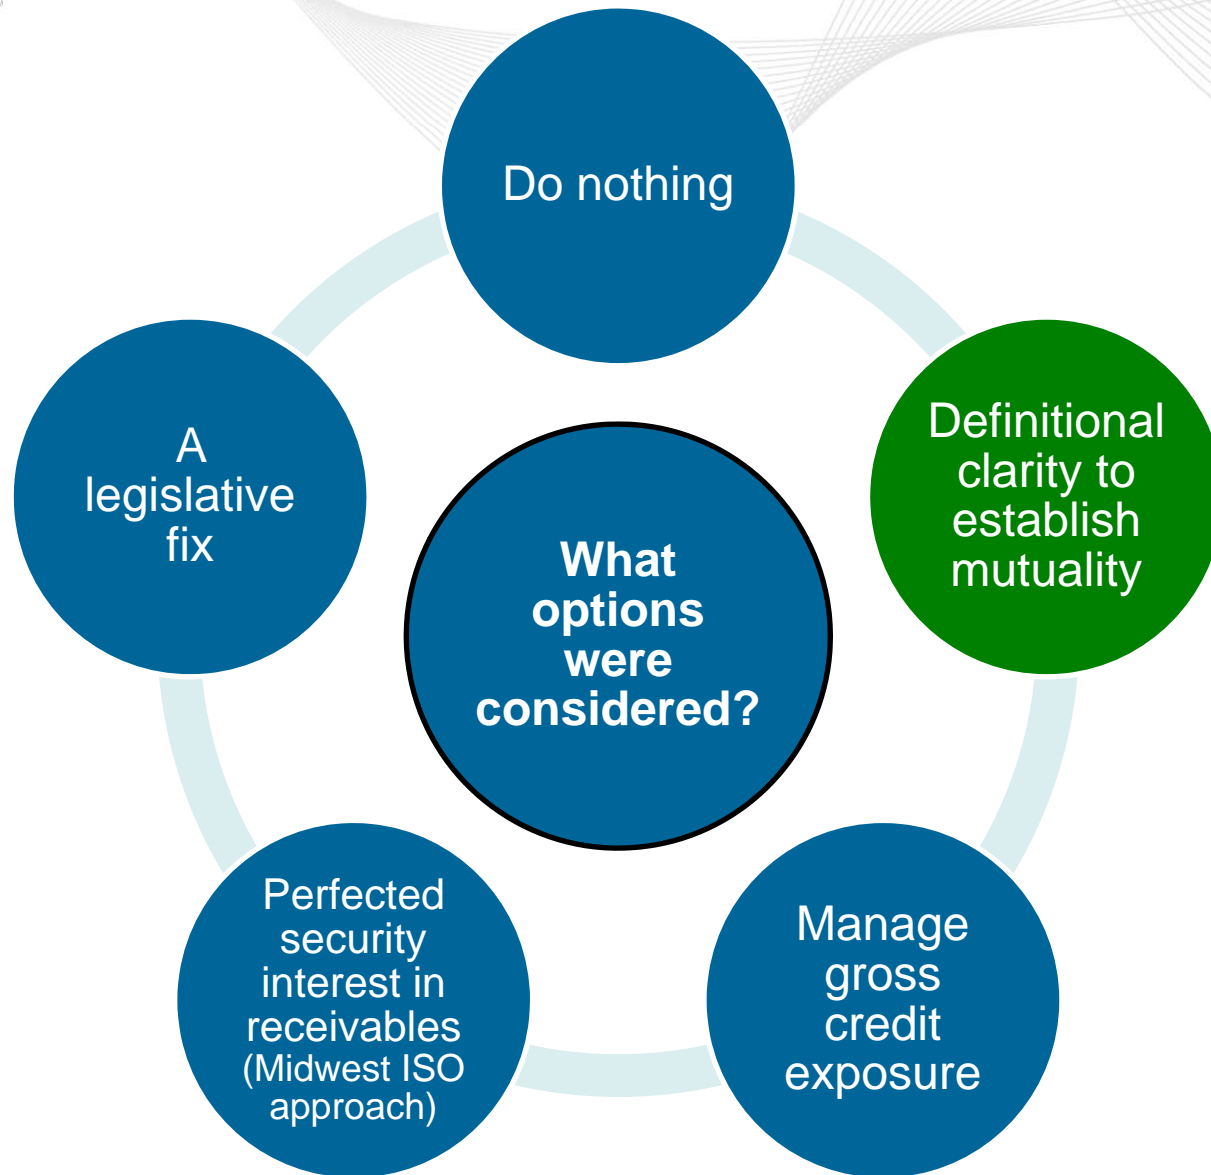 Do nothing
Definitional
clarity to
establish
mutuality
Manage
gross
credit
exposure
Perfected
security
interest in
receivables
(Midwest ISO
approach)
A
legislative
fix
What
options
were
considered?